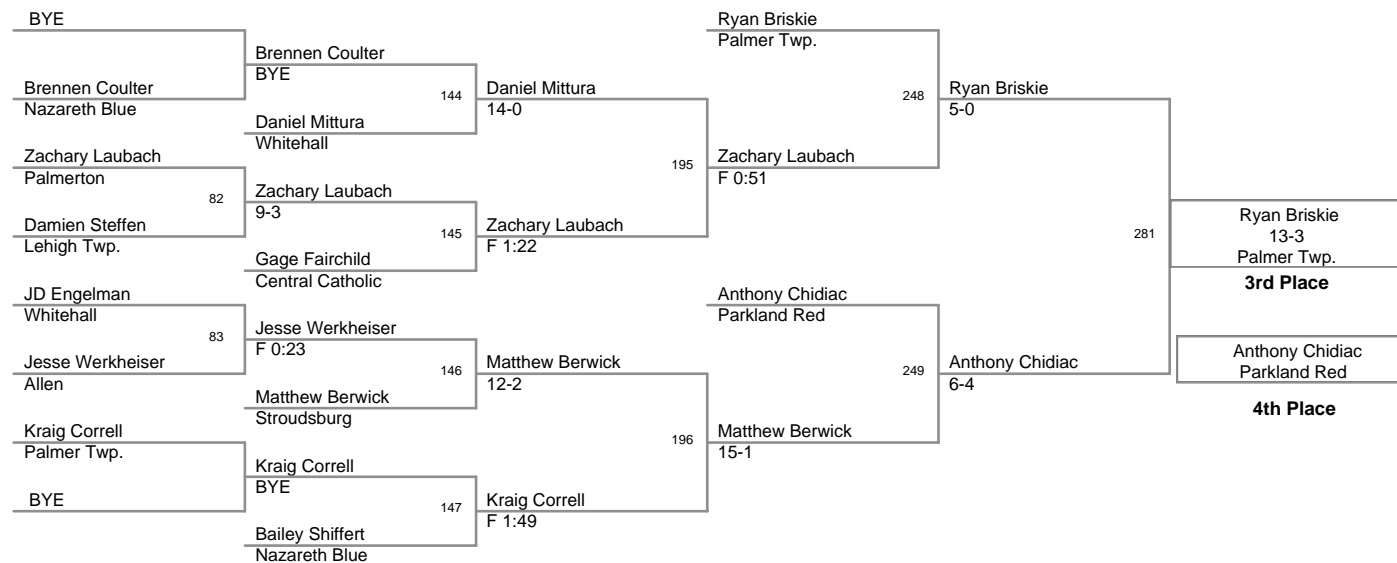 BYE
Brennen Coulter
Nazareth Blue
Zachary Laubach
Palmerton
82
Damien Steffen
Lehigh Twp.
JD Engelman
Whitehall
83
Jesse Werkheiser
Allen
Kraig Correll
Palmer Twp.
BYE
Brennen Coulter
BYE
144
Daniel Mittura
Whitehall
Zachary Laubach
9-3
145
Gage Fairchild
Central Catholic
Jesse Werkheiser
F 0:23
146
Matthew Berwick
Stroudsburg
Kraig Correll
BYE
147
Bailey Shiffert
Nazareth Blue
Daniel Mittura
14-0
195
Zachary Laubach
F 1:22
Matthew Berwick
12-2
196
Kraig Correll
F 1:49
Ryan Briskie
Palmer Twp.
248
Zachary Laubach
F 0:51
Anthony Chidiac
Parkland Red
249
Matthew Berwick
15-1
Ryan Briskie
5-0
281
Anthony Chidiac
6-4
Ryan Briskie
13-3
Palmer Twp.
3rd Place
Anthony Chidiac
Parkland Red
4th Place